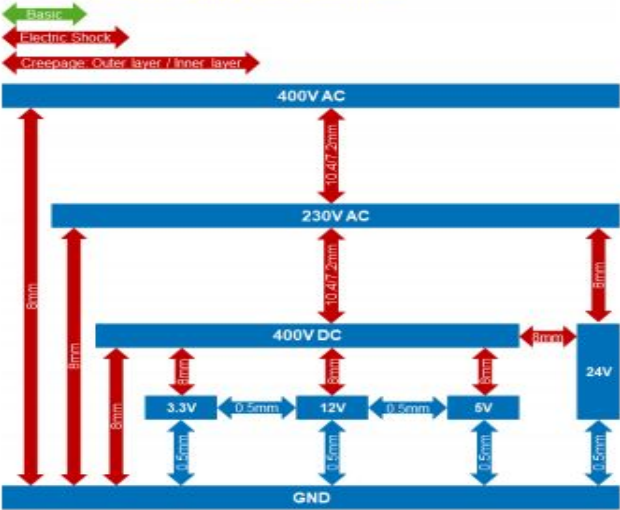 Basic
Electric Shock
Creepage: Outer layer / Inner layer
400V AC
10.4/7.2mm
230V AC
8mm
8mm
10.4/7.2mm
8mm
400V DC
8mm
24V
8mm
8mm
8mm
8mm
3.3V
0.5mm
12V
0.5mm
5V
0.5mm
0.5mm
0.5mm
0.5mm
GND